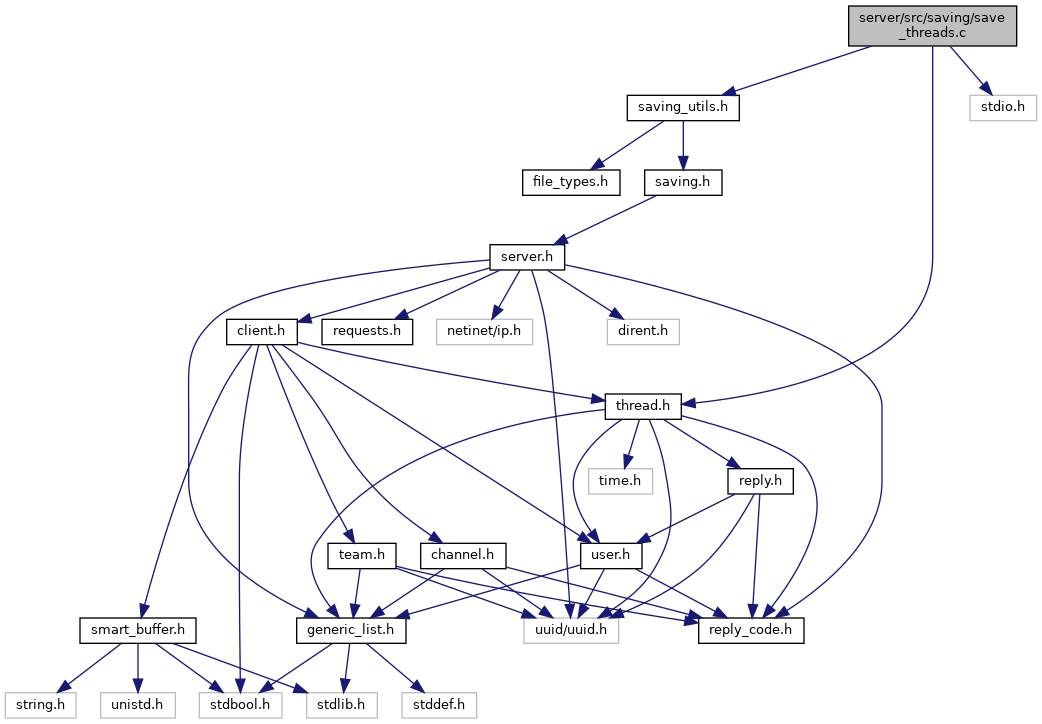 server/src/saving/save
_threads.c
saving_utils.h
stdio.h
file_types.h
saving.h
server.h
client.h
requests.h
netinet/ip.h
dirent.h
thread.h
time.h
reply.h
team.h
channel.h
user.h
smart_buffer.h
generic_list.h
uuid/uuid.h
reply_code.h
string.h
unistd.h
stdbool.h
stdlib.h
stddef.h